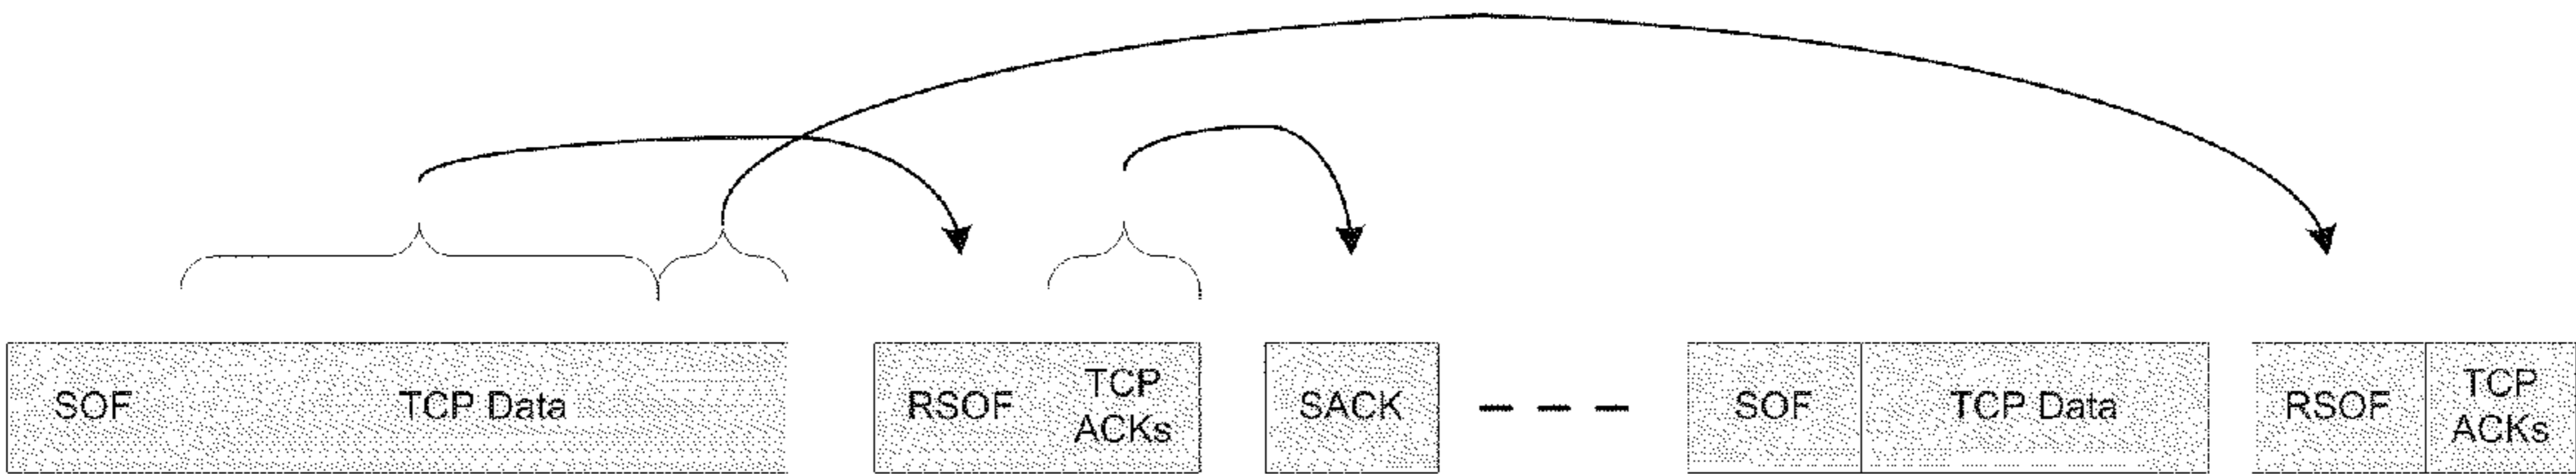 SOF
TCP Data
RSOF
TCP
ACKs
SACK
SOF
TCP Data
RSOF
TCP
ACKs